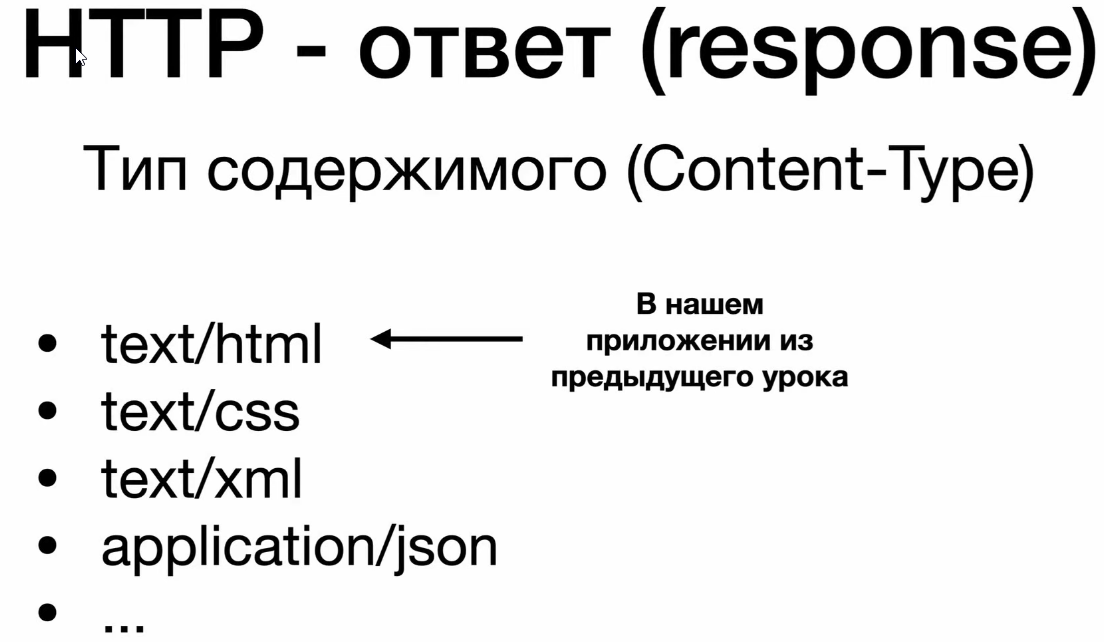 HTTP - ответ (response)
Тип содержимого (Content-Type)
В нашем
приложении из
предыдущего урока
• text/html
• text/css
• text/xml
• application/json
• ...